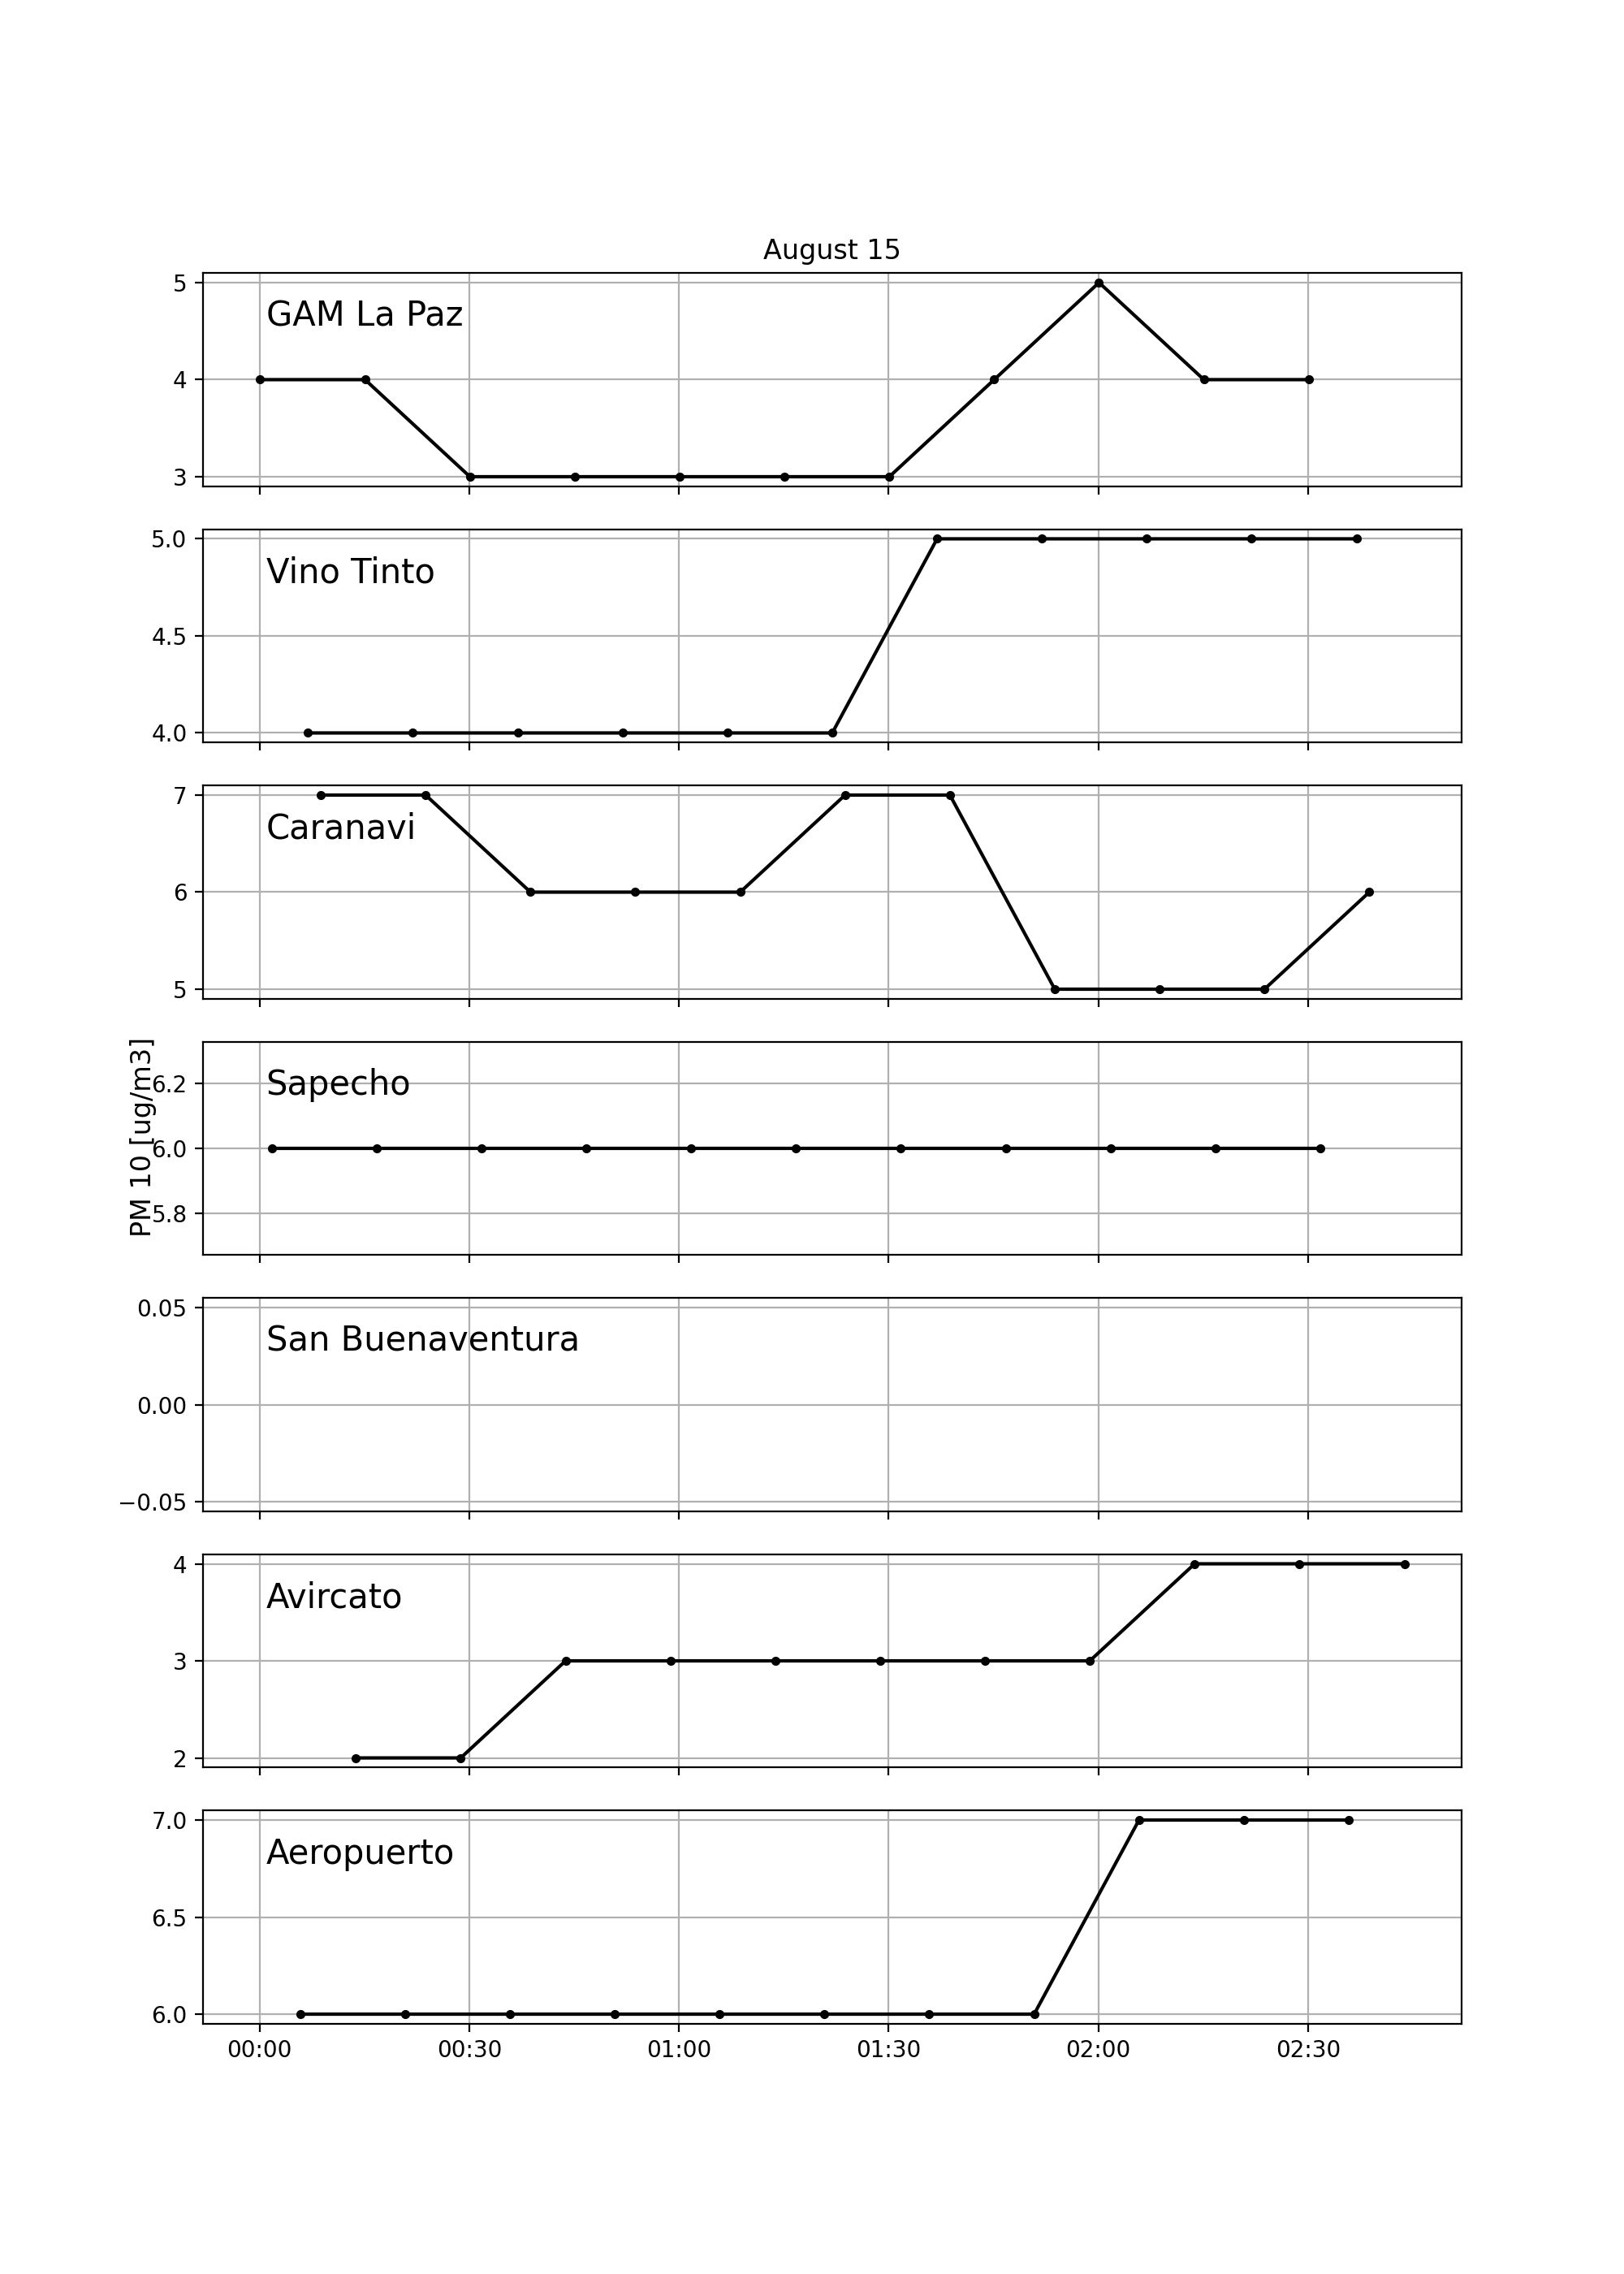 August 15
5
GAM La Paz
4
3
5.0
Vino Tinto
4.5
4.0
7
Caranavi
6
5
PM 10 [ug/m3]
6.2
Sapecho
6.0
5.8
0.05
San Buenaventura
0.00
−0.05
4
Avircato
3
2
7.0
Aeropuerto
6.5
6.0
00:00 00:30 01:00 01:30 02:00 02:30